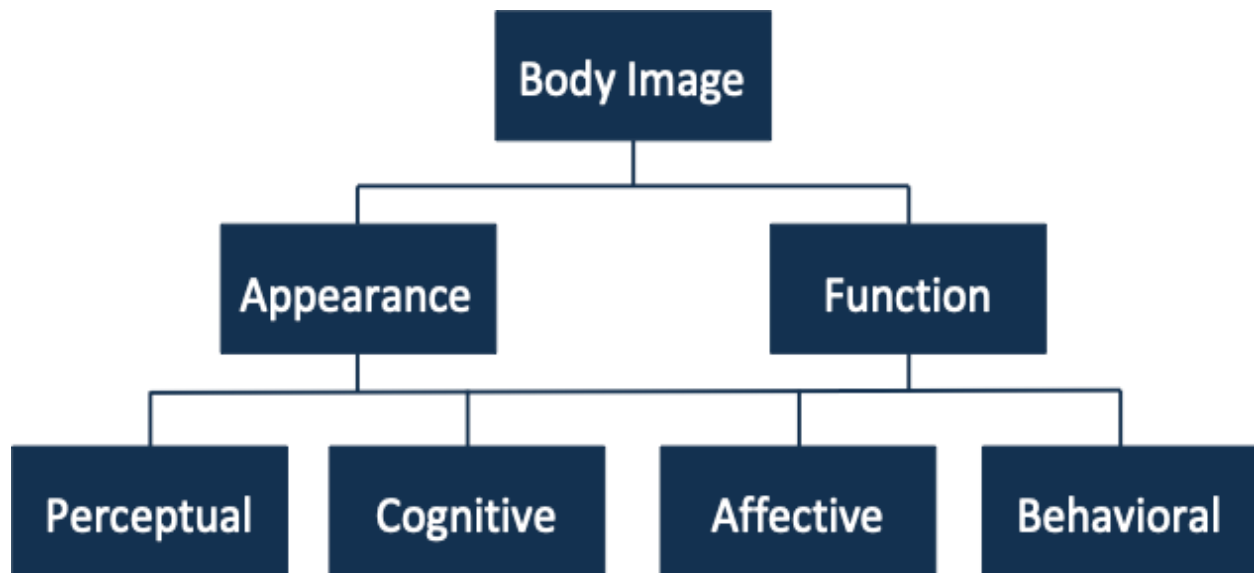 Body Image
Appearance
Function
Perceptual
Cognitive
Affective
Behavioral